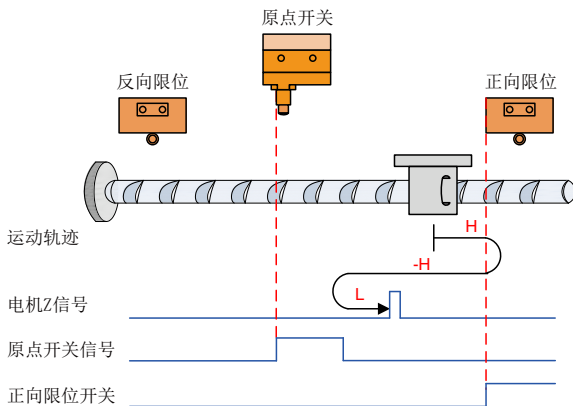 原点开关
反向限位
正向限位
运动轨迹
H
-H
L
电机Z信号
原点开关信号
正向限位开关